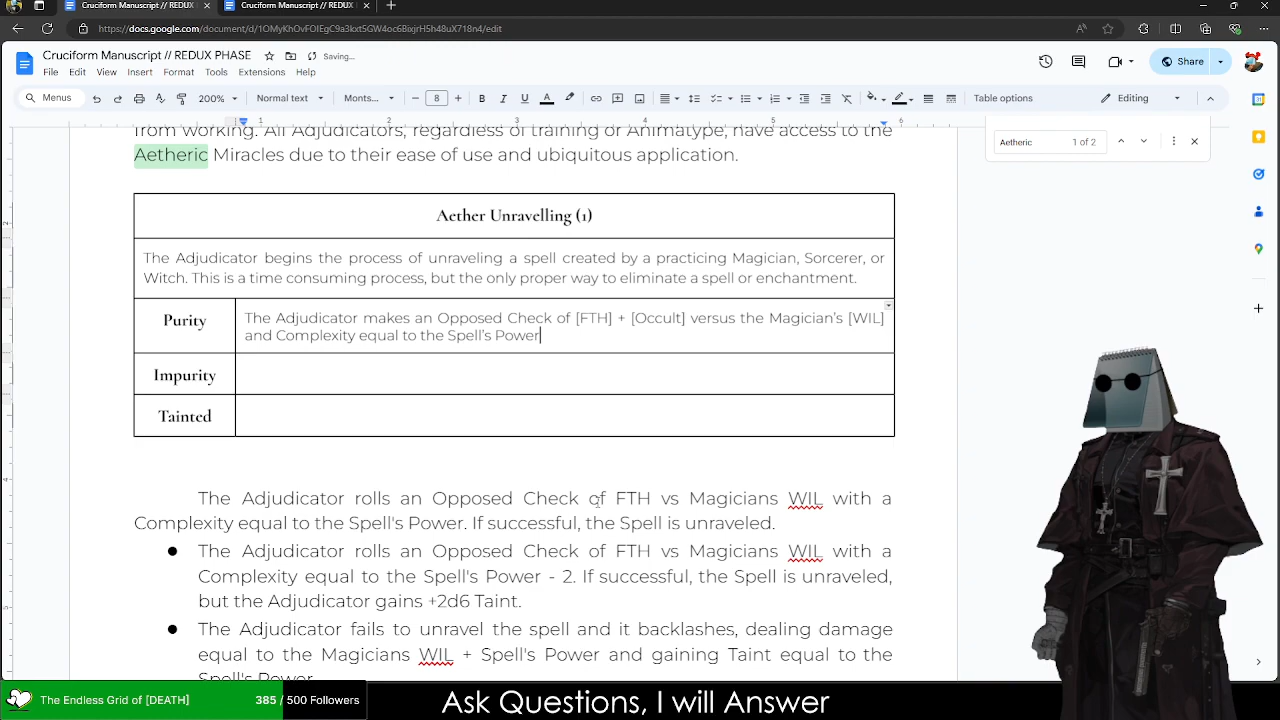 Cruciform Manuscript // REDUX
Cruciform Manuscript // REDUX
https://docs.google.com/document/d/1OMyKhOvFOIEgC9a3kxt5GW4oc6BixjrH5h48uX718n4/edit
Cruciform Manuscript // REDUX PHASE
Saving...
File Edit View Insert Format Tools Extensions Help
Share
Menus
200%
Normal text
Monts...
8
B I U A
Table options
Editing
1 2 3 4 5 6
from working. All Adjudicators, regardless of training or Animatype, have access to the
Aetheric Miracles due to their ease of use and ubiquitous application.
Aetheric 1 of 2
Aether Unravelling (1)
The Adjudicator begins the process of unraveling a spell created by a practicing Magician, Sorcerer, or
Witch. This is a time consuming process, but the only proper way to eliminate a spell or enchantment.
Purity
The Adjudicator makes an Opposed Check of [FTH] + [Occult] versus the Magician's [WIL]
and Complexity equal to the Spell's Power
Impurity
Tainted
The Adjudicator rolls an Opposed Check of FTH vs Magicians WIL with a
Complexity equal to the Spell's Power. If successful, the Spell is unraveled.
● The Adjudicator rolls an Opposed Check of FTH vs Magicians WIL with a
Complexity equal to the Spell's Power - 2. If successful, the Spell is unraveled,
but the Adjudicator gains +2d6 Taint.
● The Adjudicator fails to unravel the spell and it backlashes, dealing damage
equal to the Magicians WIL + Spell's Power and gaining Taint equal to the
Spell's Power.
The Endless Grid of [DEATH]
385 / 500 Followers
Ask Questions, I will Answer